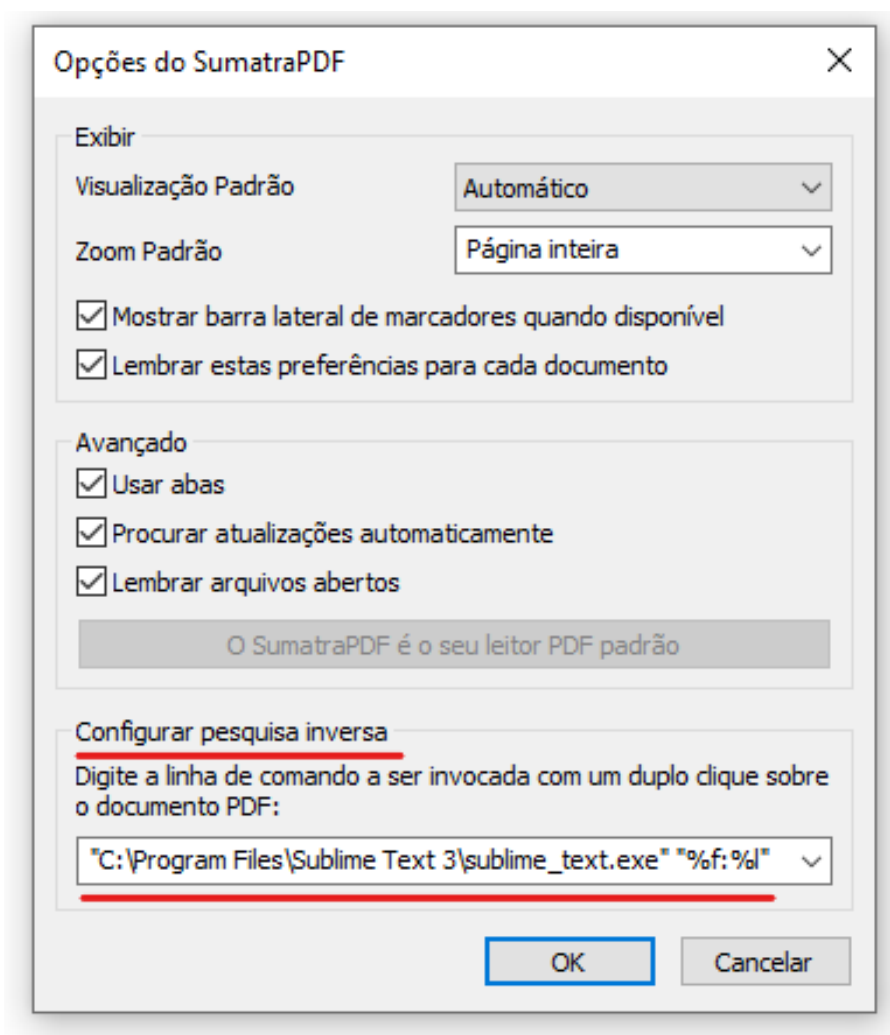 Opções do SumatraPDF
Exibir
Visualização Padrão
Automático
Zoom Padrão
Página inteira
Mostrar barra lateral de marcadores quando disponível
Lembrar estas preferências para cada documento
Avançado
Usar abas
Procurar atualizações automaticamente
Lembrar arquivos abertos
O SumatraPDF é o seu leitor PDF padrão
Configurar pesquisa inversa
Digite a linha de comando a ser invocada com um duplo clique sobre
o documento PDF:
"C:\Program Files\Sublime Text 3\sublime_text.exe" "%f:%l"
OK
Cancelar